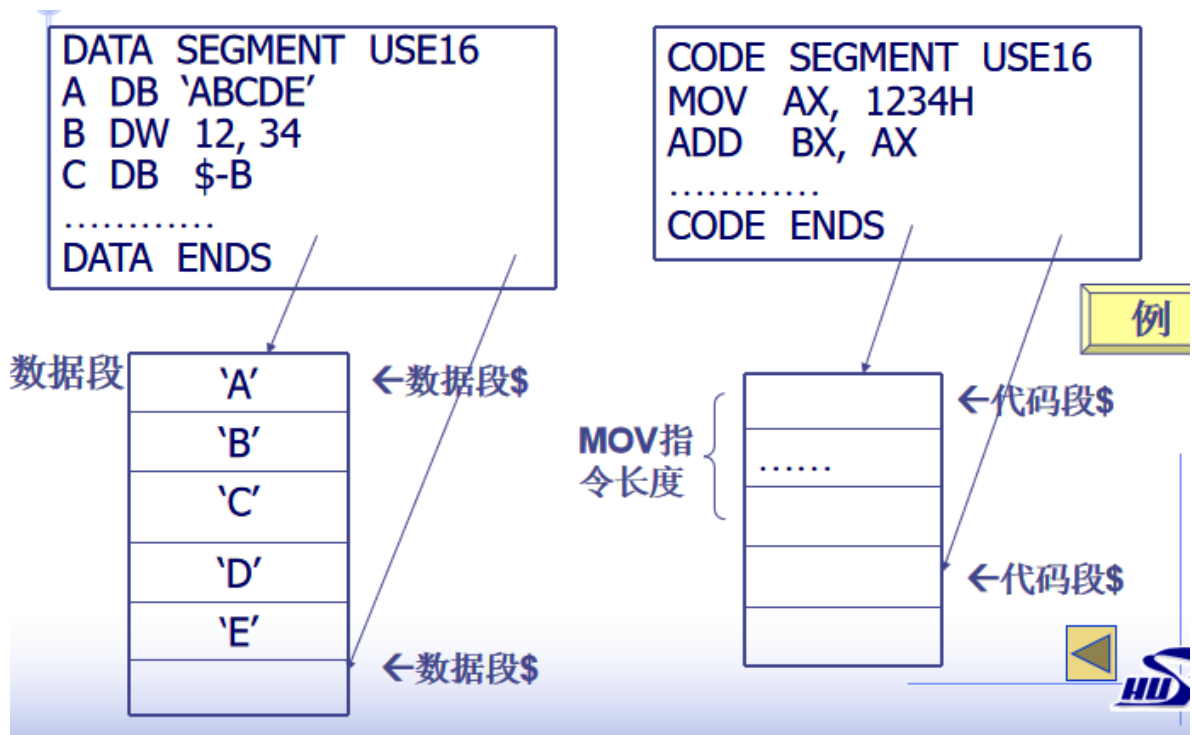 DATA SEGMENT USE16
A DB ‘ABCDE’
B DW 12, 34
C DB $-B
…………
DATA ENDS
CODE SEGMENT USE16
MOV AX, 1234H
ADD BX, AX
…………
CODE ENDS
例
数据段
‘A’
←数据段$
‘B’
‘C’
‘D’
‘E’
←数据段$
←代码段$
MOV指
令长度
……
←代码段$
HUS